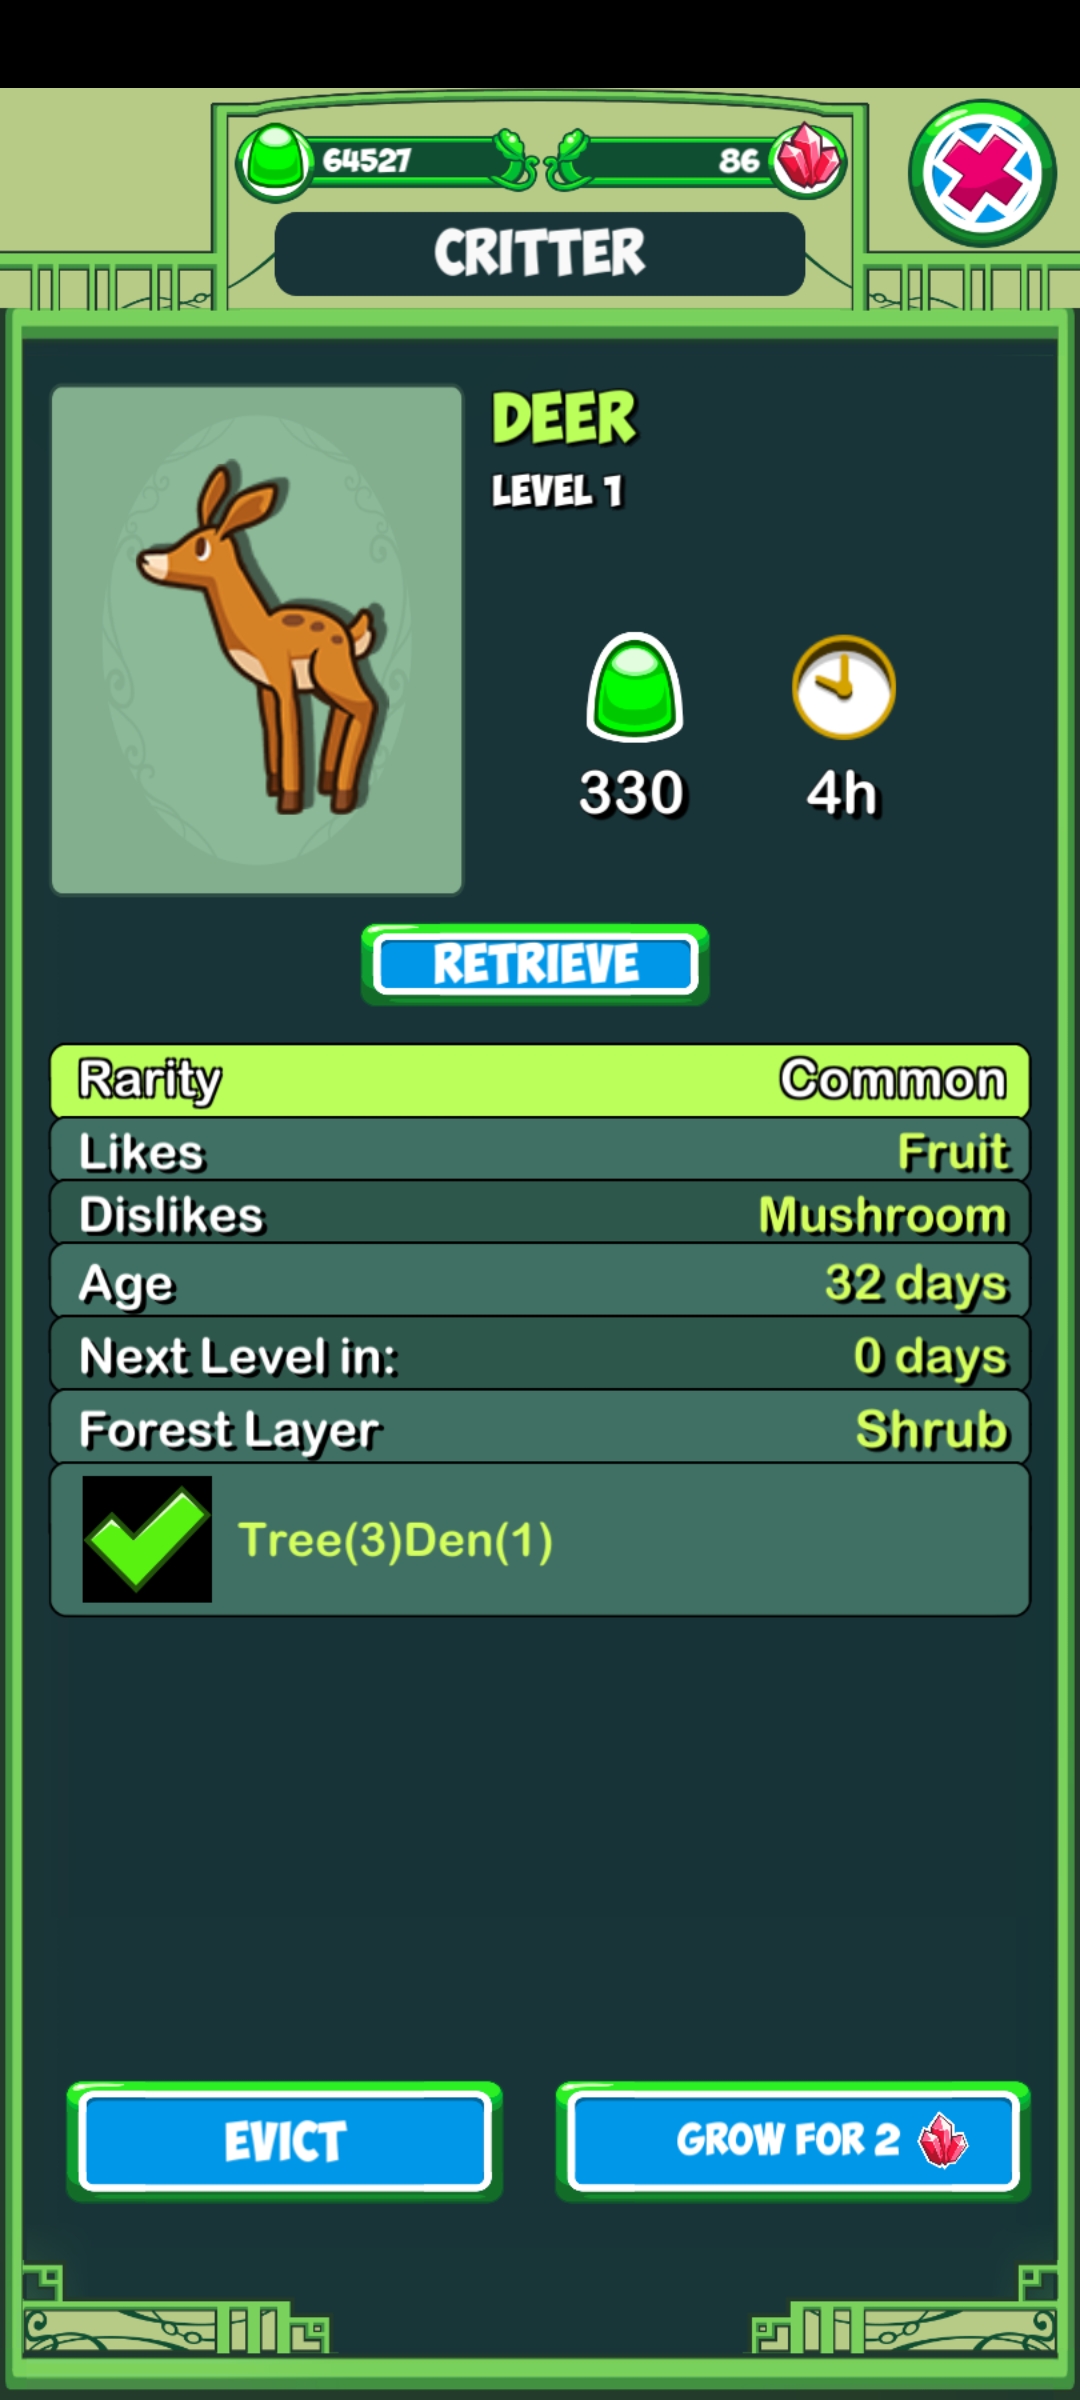 64527 86
CRITTER
DEER
LEVEL 1
330 4h
RETRIEVE
Rarity Common
Likes Fruit
Dislikes Mushroom
Age 32 days
Next Level in: 0 days
Forest Layer Shrub
Tree(3)Den(1)
EVICT GROW FOR 2